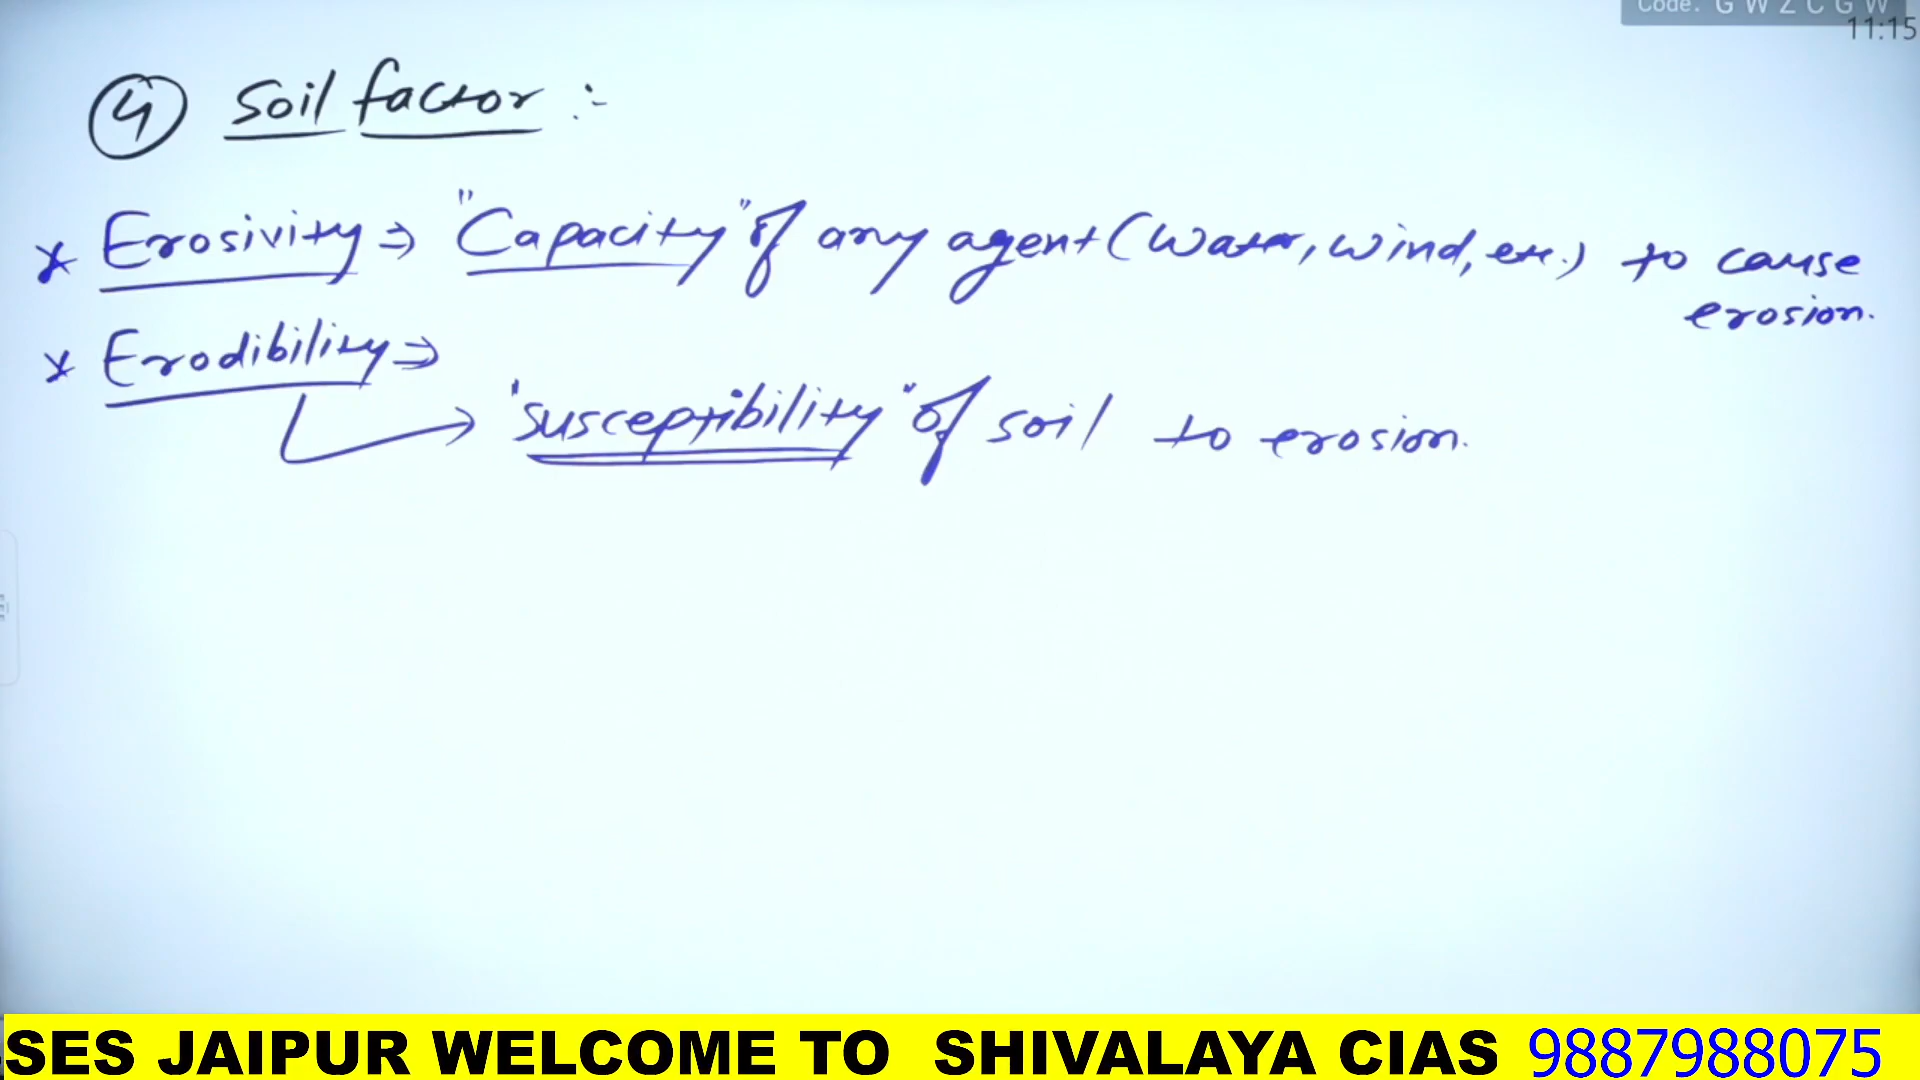 Code: G W Z C G W
11:15
④ Soil factor :-
* Erosivity ⇒ "Capacity" of any agent (Water, wind, etc.) to cause
erosion.
* Erodibility ⇒
→ "susceptibility" of soil to erosion.
SES JAIPUR WELCOME TO SHIVALAYA CIAS 9887988075